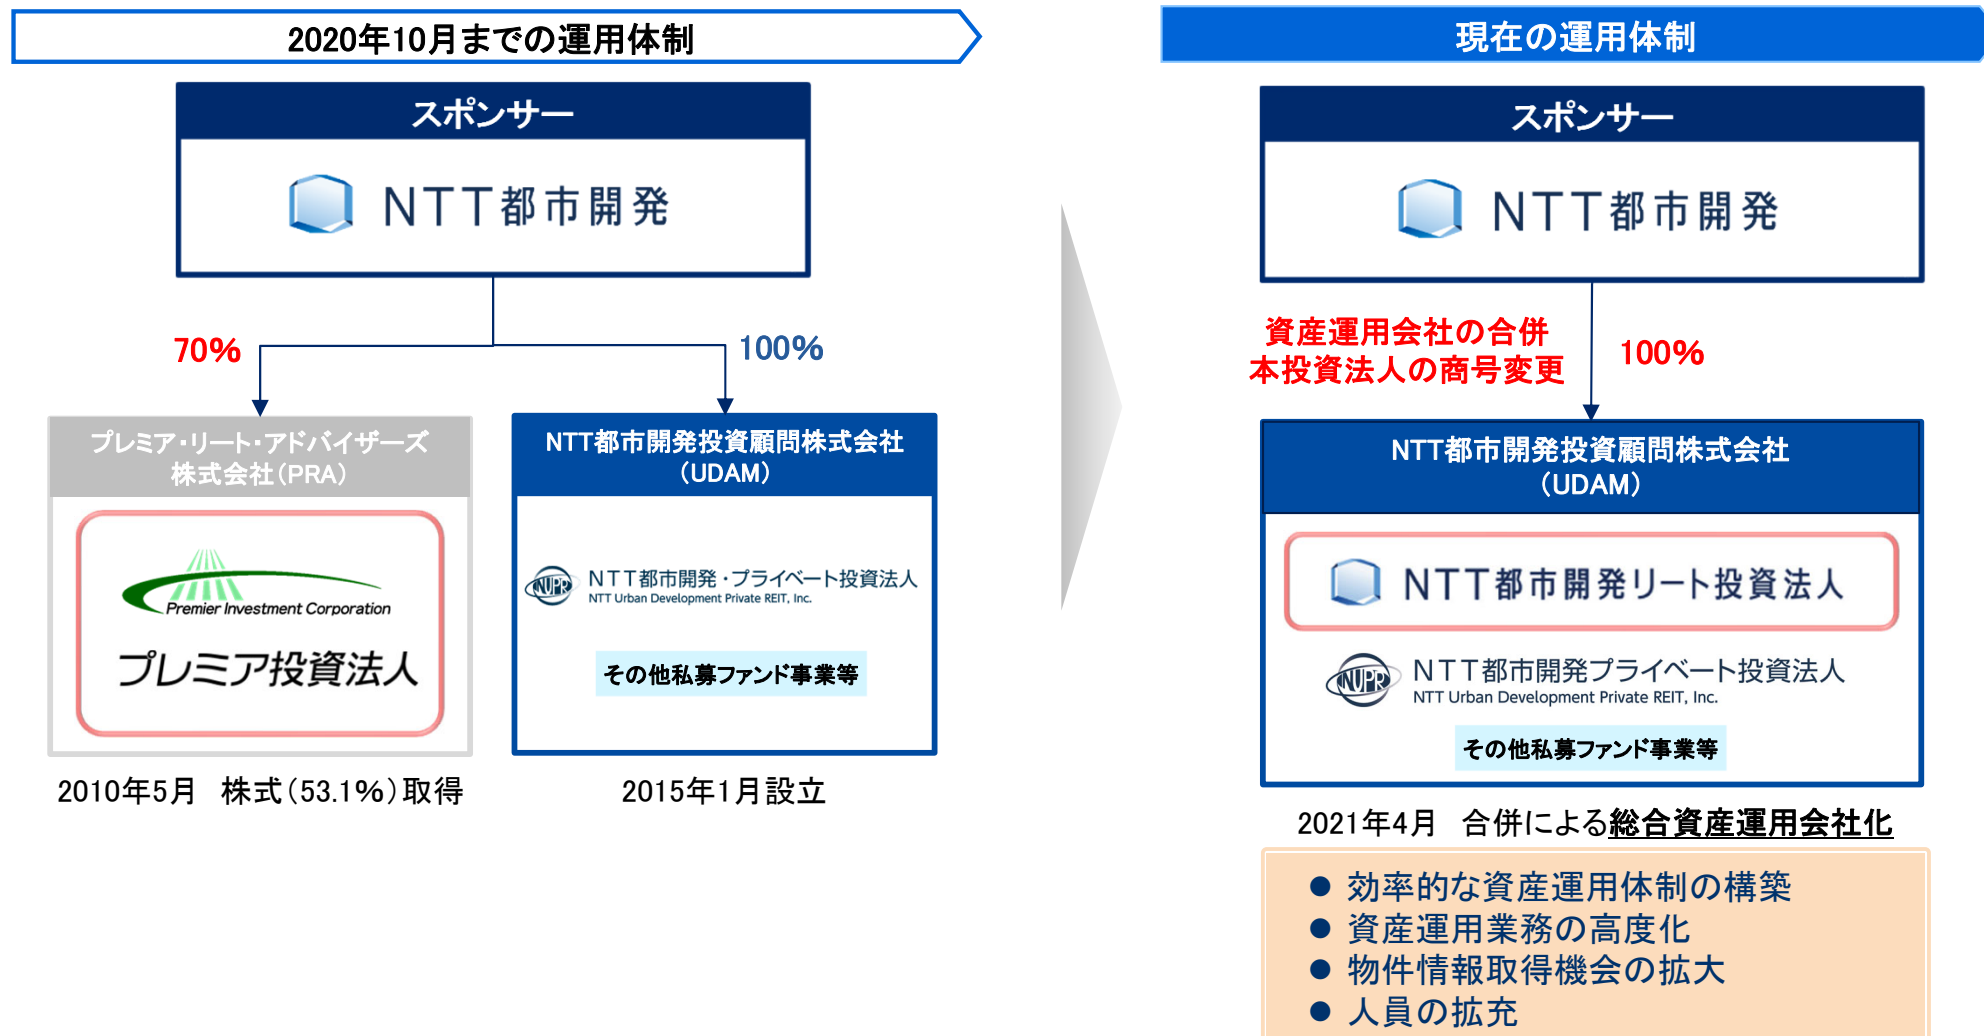 2020年10月までの運用体制
スポンサー
NTT都市開発
70%
100%
プレミア・リート・アドバイザーズ
株式会社（PRA）
Premier Investment Corporation
プレミア投資法人
2010年5月　株式（53.1%）取得
NTT都市開発投資顧問株式会社
（UDAM）
NUPR
NTT都市開発・プライベート投資法人
NTT Urban Development Private REIT, Inc.
その他私募ファンド事業等
2015年1月設立
現在の運用体制
スポンサー
NTT都市開発
資産運用会社の合併
本投資法人の商号変更
100%
NTT都市開発投資顧問株式会社
（UDAM）
NTT都市開発リート投資法人
NUPR
NTT都市開発プライベート投資法人
NTT Urban Development Private REIT, Inc.
その他私募ファンド事業等
2021年4月　合併による総合資産運用会社化
● 効率的な資産運用体制の構築
● 資産運用業務の高度化
● 物件情報取得機会の拡大
● 人員の拡充